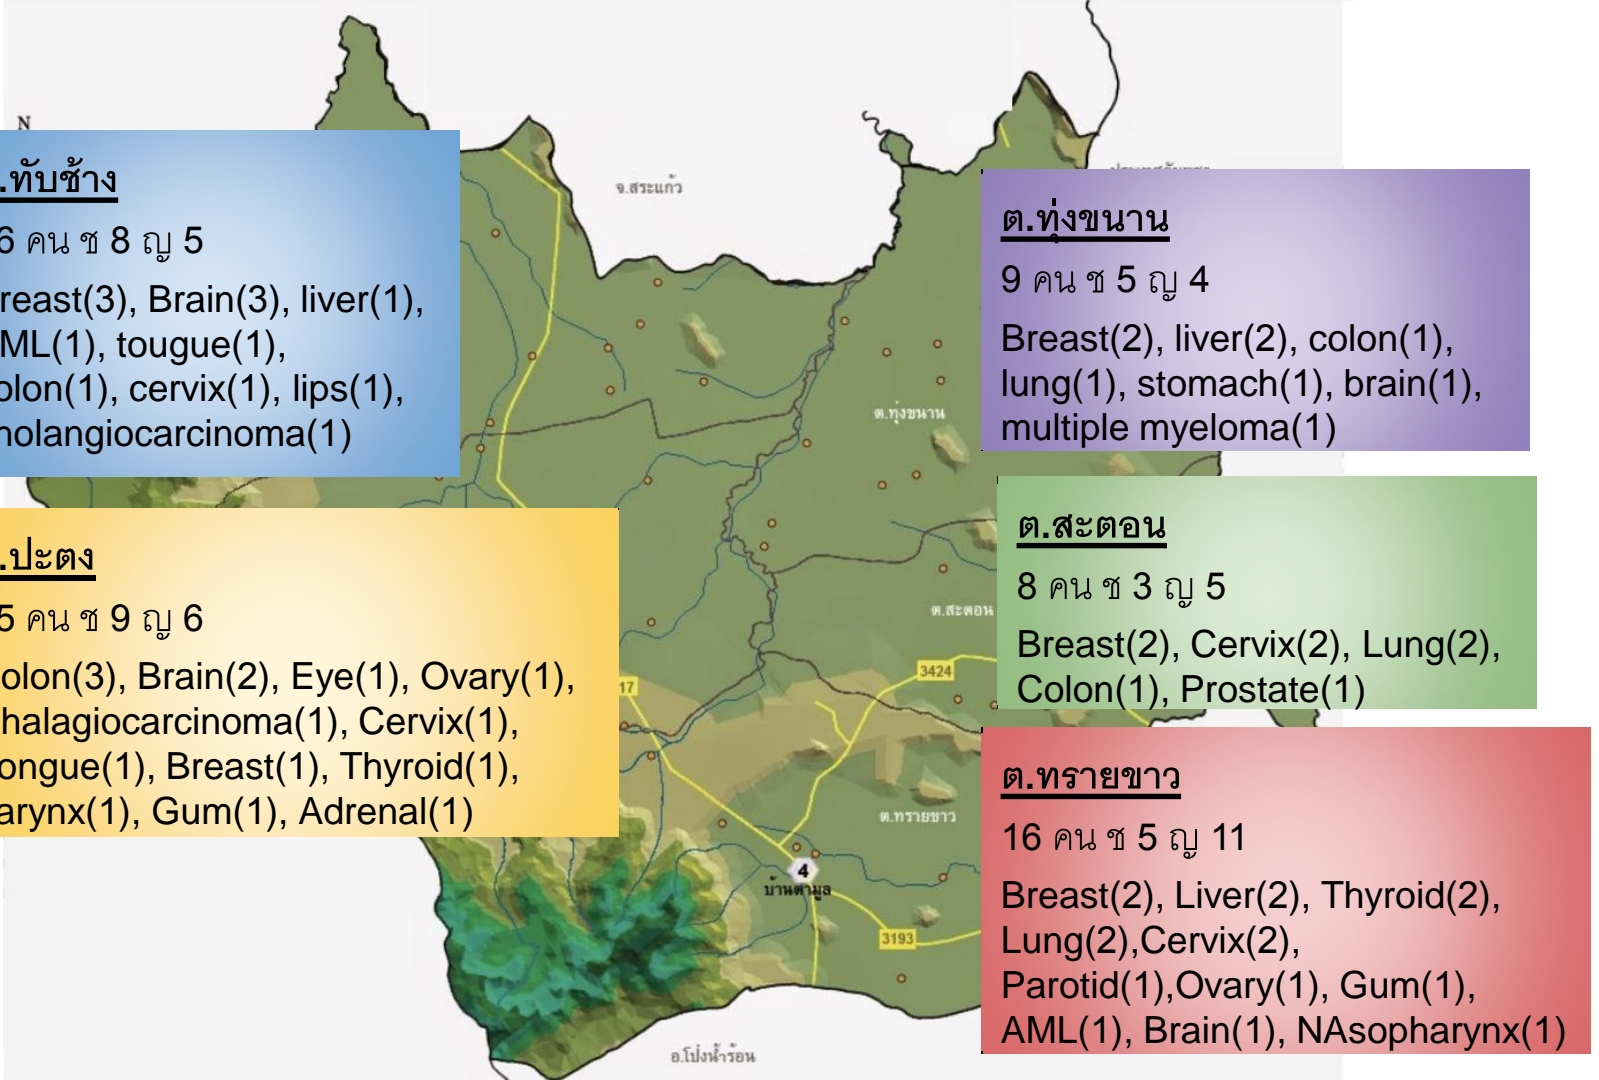 N
จ.สระแก้ว
.ทับช้าง
6 คน ช 8 ญ 5
reast(3), Brain(3), liver(1),
ML(1), tougue(1),
olon(1), cervix(1), lips(1),
holangiocarcinoma(1)
ต.ทุ่งขนาน
9 คน ช 5 ญ 4
Breast(2), liver(2), colon(1),
lung(1), stomach(1), brain(1),
multiple myeloma(1)
ต.ทุ่งขนาน
.ปะตง
5 คน ช 9 ญ 6
olon(3), Brain(2), Eye(1), Ovary(1),
halagiocarcinoma(1), Cervix(1),
ongue(1), Breast(1), Thyroid(1),
arynx(1), Gum(1), Adrenal(1)
ต.สะตอน
8 คน ช 3 ญ 5
Breast(2), Cervix(2), Lung(2),
Colon(1), Prostate(1)
ต.สะตอน
3424
17
ต.ทรายขาว
16 คน ช 5 ญ 11
Breast(2), Liver(2), Thyroid(2),
Lung(2),Cervix(2),
Parotid(1),Ovary(1), Gum(1),
AML(1), Brain(1), NAsopharynx(1)
ต.ทรายขาว
4
บ้านตามูล
3193
อ.โป่งน้ำร้อน